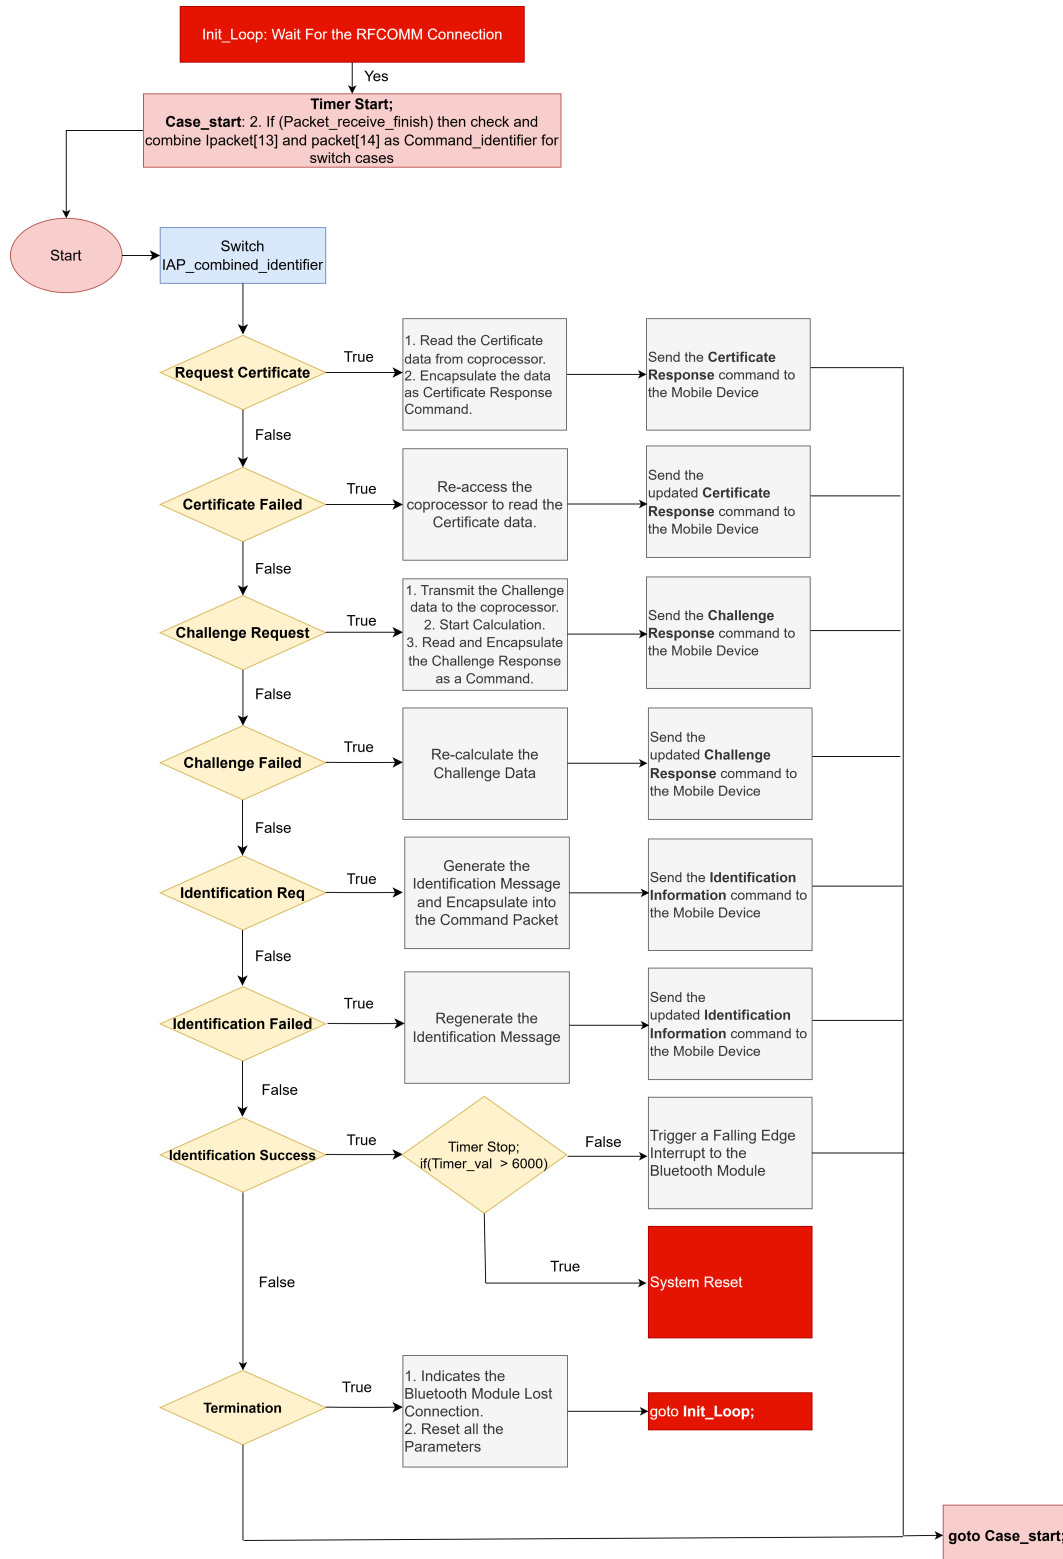 Init_Loop: Wait For the RFCOMM Connection
Yes
Timer Start;
Case_start: 2. If (Packet_receive_finish) then check and
combine Ipacket[13] and packet[14] as Command_identifier for
switch cases
Start
Switch
IAP_combined_identifier
Request Certificate
True
1. Read the Certificate
data from coprocessor.
2. Encapsulate the data
as Certificate Response
Command.
Send the Certificate
Response command to
the Mobile Device
False
Certificate Failed
True
Re-access the
coprocessor to read the
Certificate data.
Send the
updated Certificate
Response command to
the Mobile Device
False
Challenge Request
True
1. Transmit the Challenge
data to the coprocessor.
2. Start Calculation.
3. Read and Encapsulate
the Challenge Response
as a Command.
Send the Challenge
Response command to
the Mobile Device
False
Challenge Failed
True
Re-calculate the
Challenge Data
Send the
updated Challenge
Response command to
the Mobile Device
False
Identification Req
True
Generate the
Identification Message
and Encapsulate into
the Command Packet
Send the Identification
Information command to
the Mobile Device
False
Identification Failed
True
Regenerate the
Identification Message
Send the
updated Identification
Information command to
the Mobile Device
False
Identification Success
True
Timer Stop;
if(Timer_val > 6000)
False
Trigger a Falling Edge
Interrupt to the
Bluetooth Module
True
System Reset
False
Termination
True
1. Indicates the
Bluetooth Module Lost
Connection.
2. Reset all the
Parameters
goto Init_Loop;
goto Case_start;